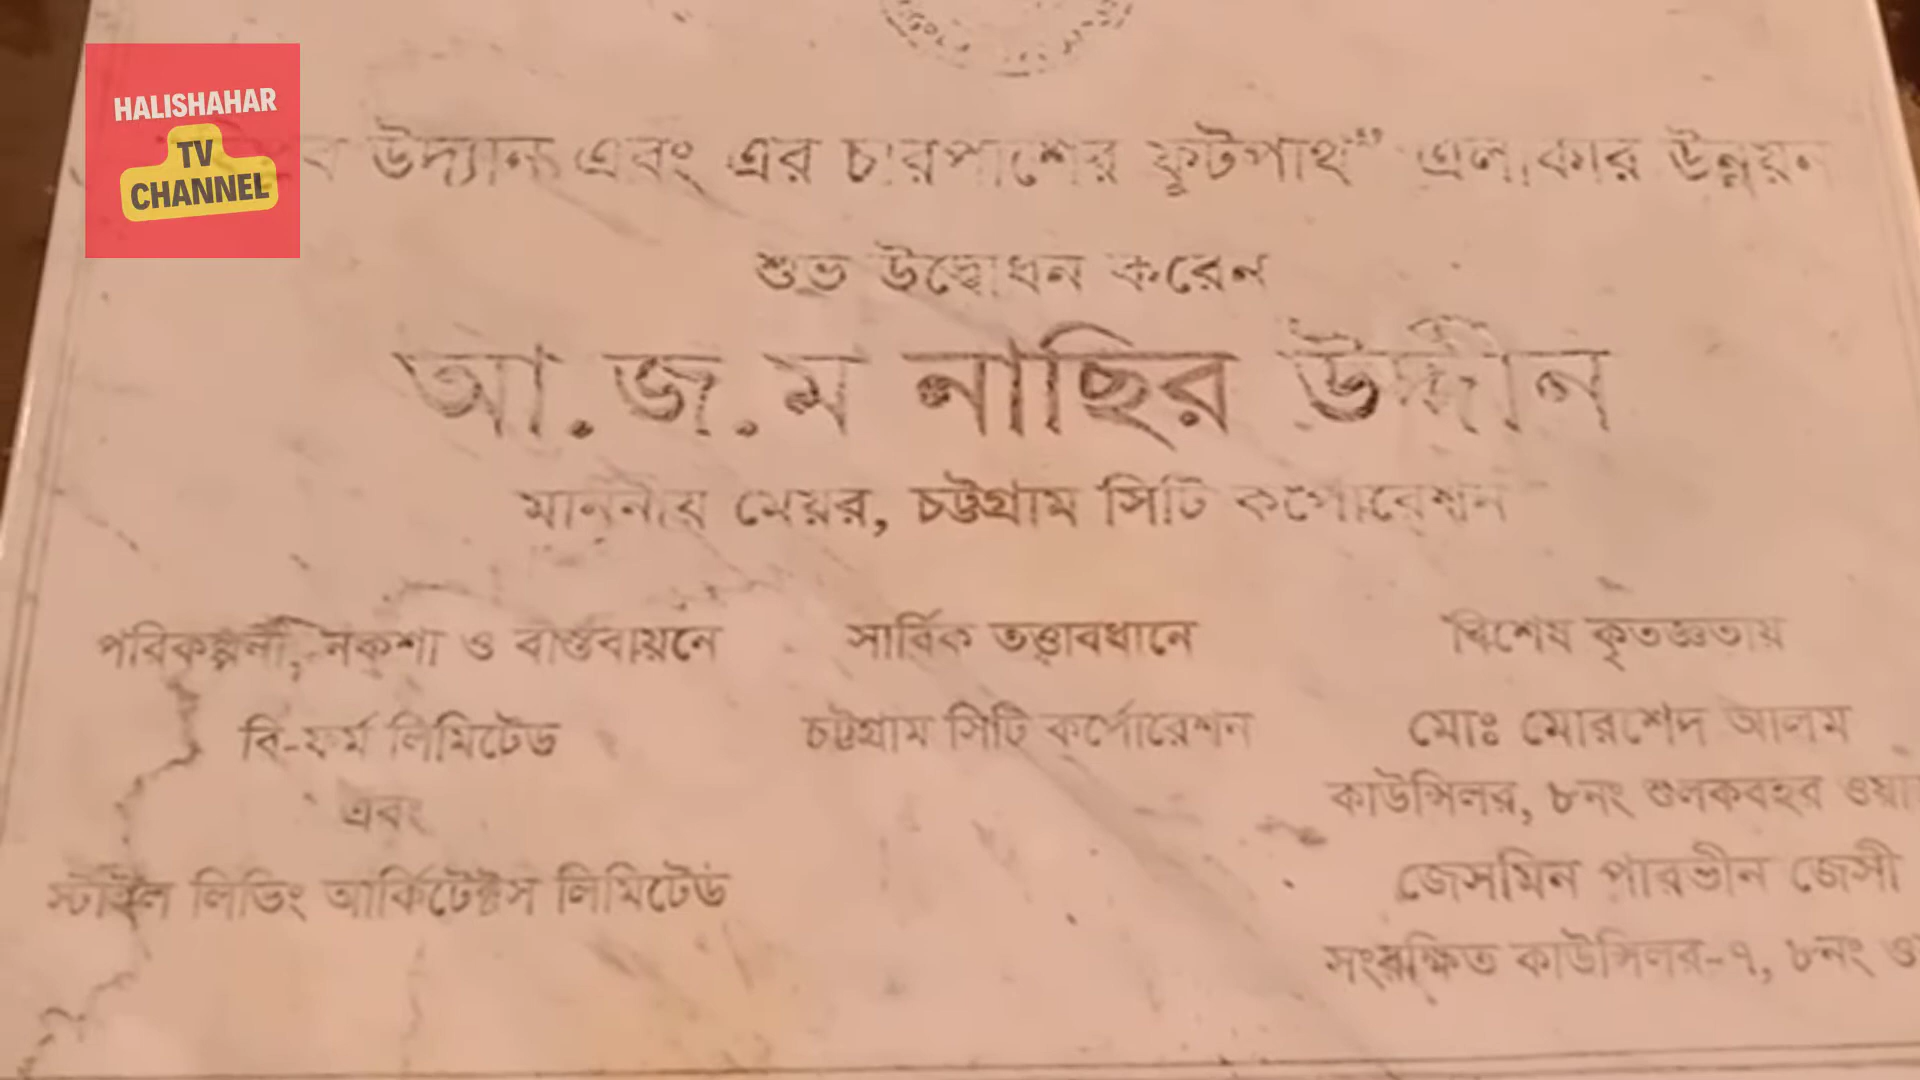 HALISHAHAR
TV
CHANNEL
উদ্যান এবং এর চারপাশের ফুটপাথ" এলাকার উন্নয়ন
শুভ উদ্বোধন করেন
আ.জ.ম নাছির উদ্দীন
মাননীয় মেয়র, চট্টগ্রাম সিটি কর্পোরেশন
পরিকল্পনা, নকশা ও বাস্তবায়নে
রি-ফর্ম লিমিটেড
এবং
স্টাইল লিভিং আর্কিটেক্টস লিমিটেড
সার্বিক তত্ত্বাবধানে
চট্টগ্রাম সিটি কর্পোরেশন
বিশেষ কৃতজ্ঞতায়
মোঃ মোরশেদ আলম
কাউন্সিলর, ৮নং শুলকবহর
জেসমিন পারভীন জেসী
সংরক্ষিত কাউন্সিলর-৭, ৮নং